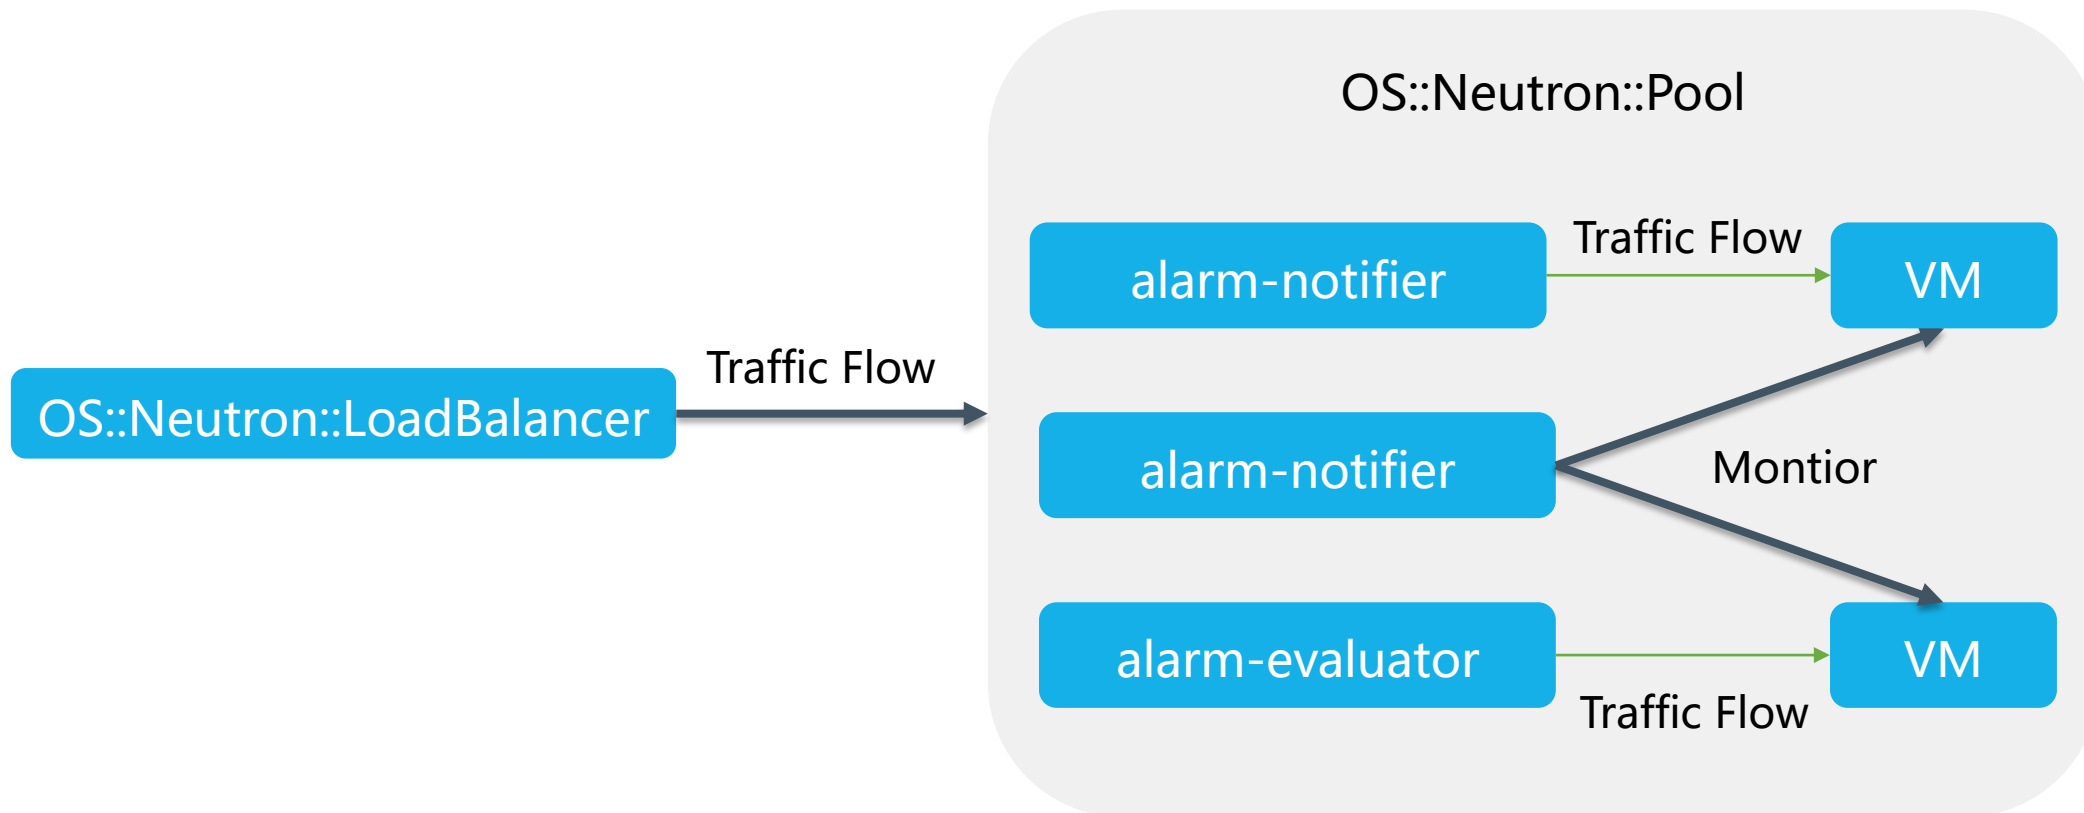 OS::Neutron::Pool
Traffic Flow
alarm-notifier
VM
Traffic Flow
OS::Neutron::LoadBalancer
alarm-notifier
Montior
alarm-evaluator
VM
Traffic Flow